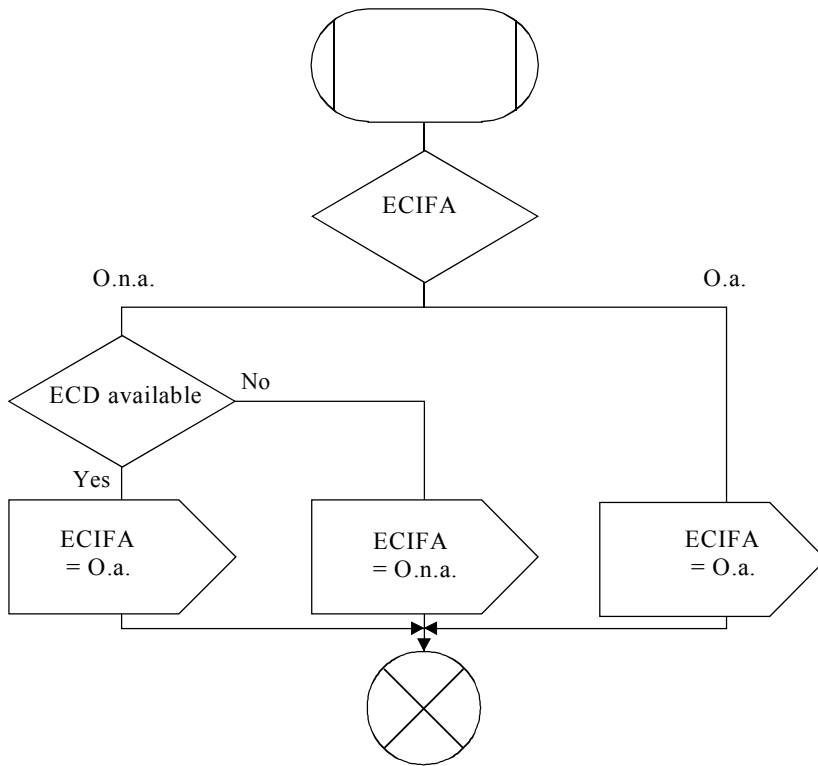 ECIFA
O.n.a.
O.a.
ECD available
No
Yes
ECIFA
= O.a.
ECIFA
= O.n.a.
ECIFA
= O.a.